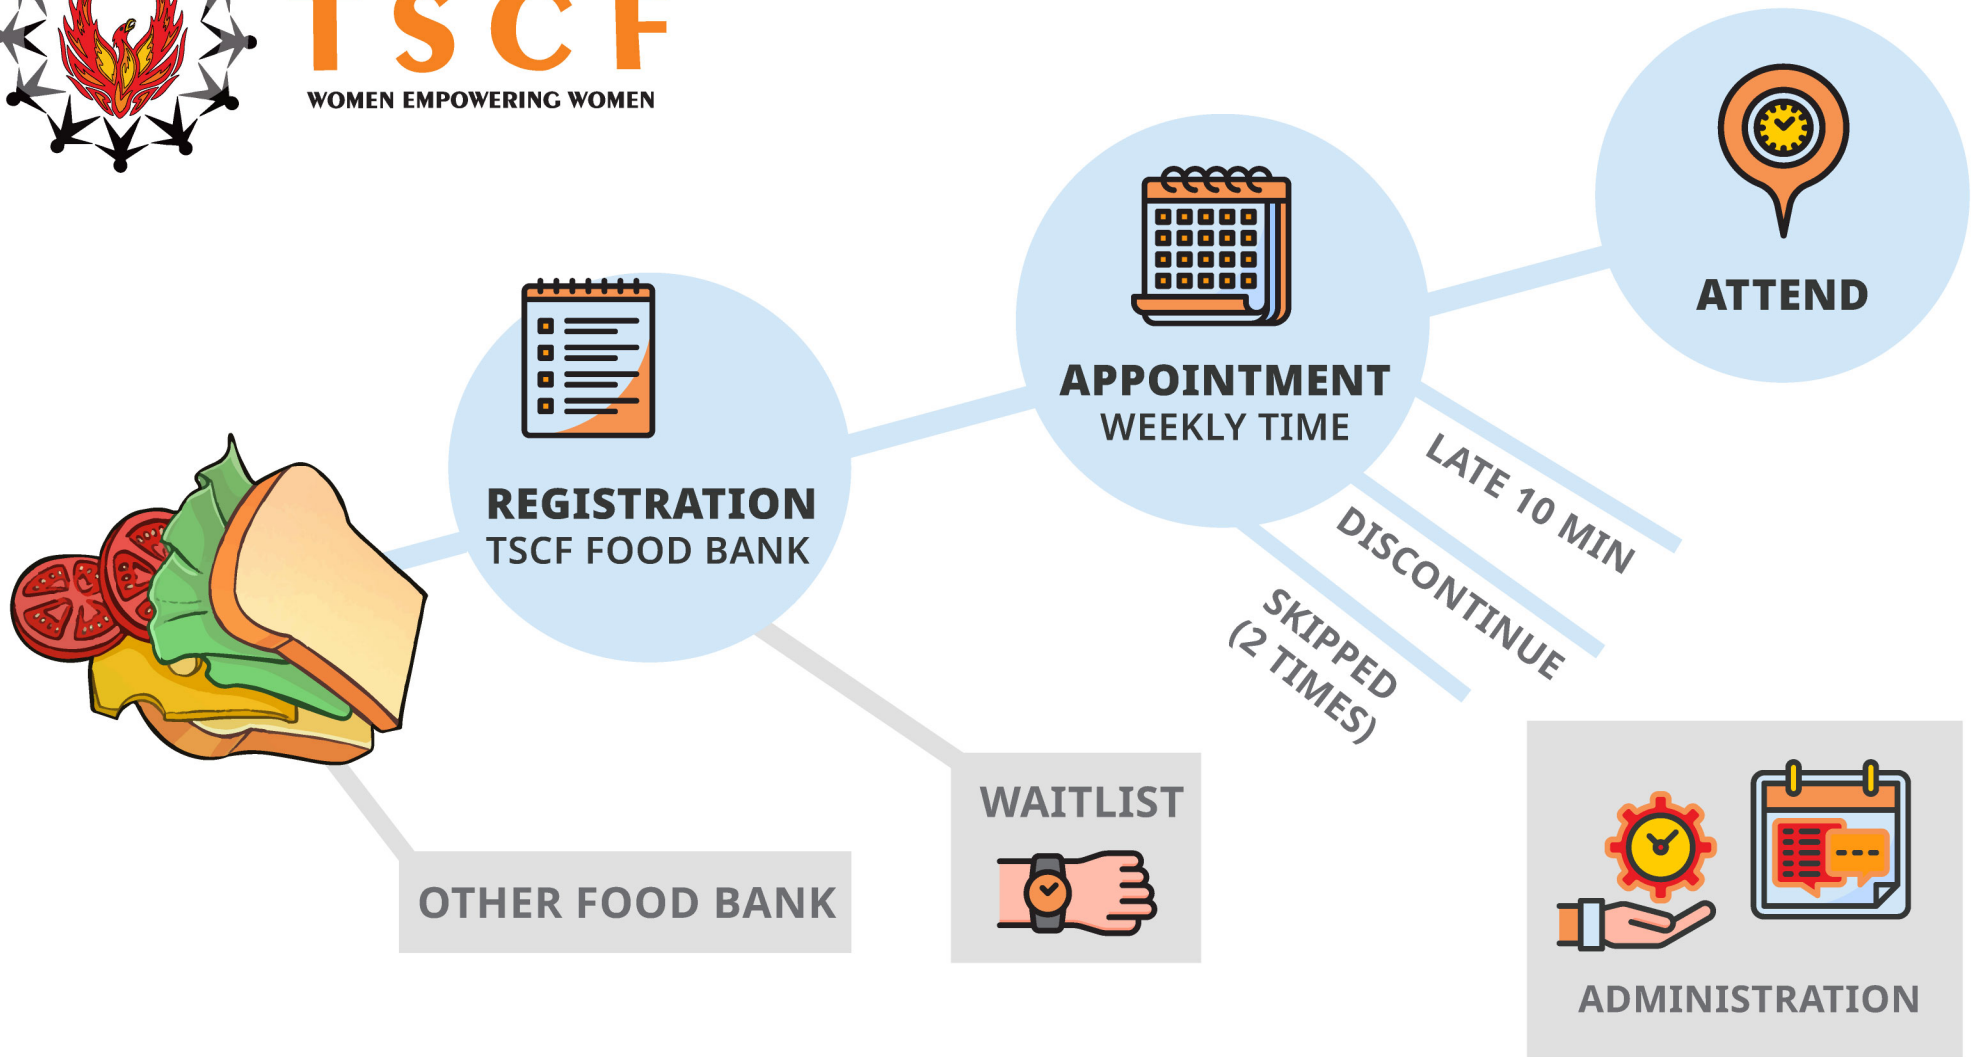 TSCF
WOMEN EMPOWERING WOMEN
ATTEND
APPOINTMENT
WEEKLY TIME
REGISTRATION
TSCF FOOD BANK
LATE 10 MIN
DISCONTINUE
SKIPPED
(2 TIMES)
WAITLIST
OTHER FOOD BANK
ADMINISTRATION